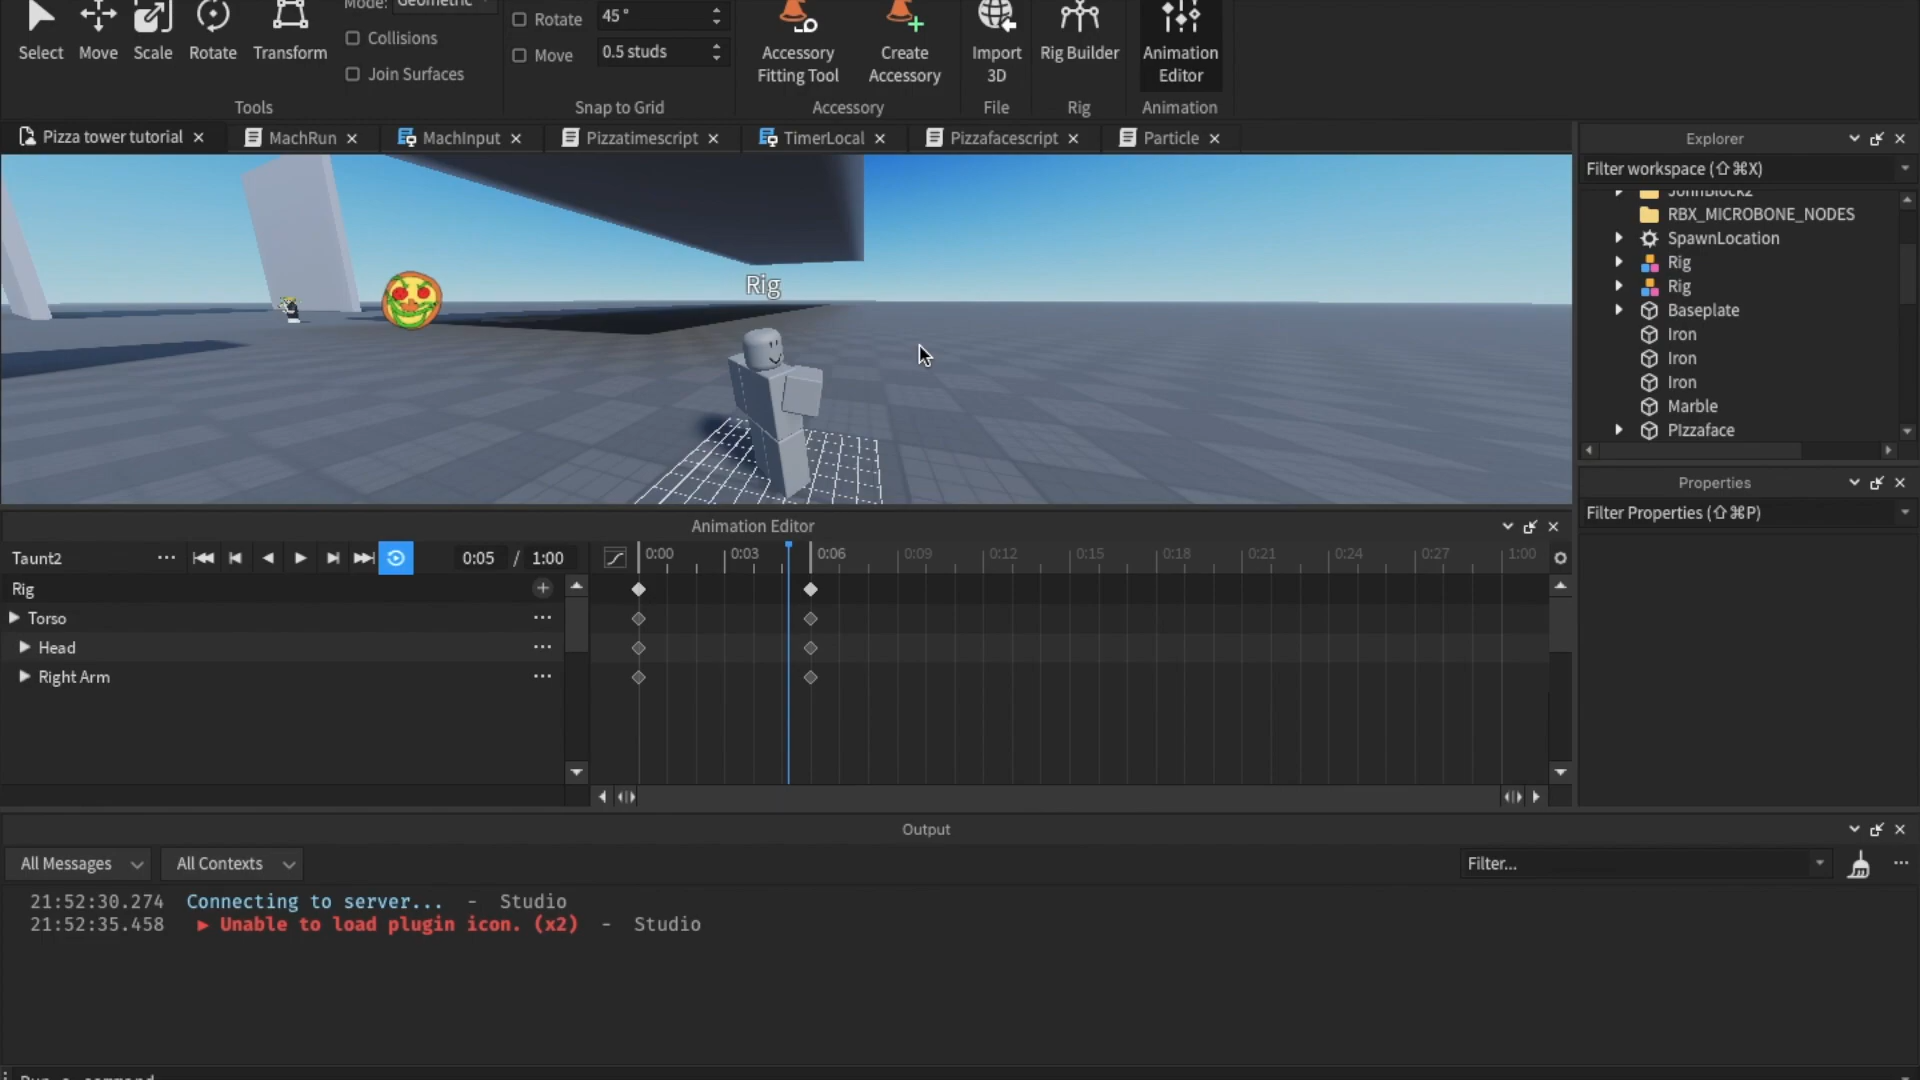 Mode: Geometric
Select Move Scale Rotate Transform
Collisions
Join Surfaces
Tools
Rotate 45°
Move 0.5 studs
Snap to Grid
Accessory Fitting Tool
Create Accessory
Accessory
Import 3D
File
Rig Builder
Rig
Animation Editor
Animation
Pizza tower tutorial MachRun MachInput Pizzatimescript TimerLocal Pizzafacescript Particle
Rig
Explorer
Filter workspace (⇧⌘X)
JohnBlock2
RBX_MICROBONE_NODES
SpawnLocation
Rig
Rig
Baseplate
Iron
Iron
Iron
Marble
PIzzaface
Properties
Filter Properties (⇧⌘P)
Animation Editor
Taunt2 ··· 0:05 / 1:00
0:00 0:03 0:06 0:09 0:12 0:15 0:18 0:21 0:24 0:27 1:00
Rig
Torso
Head
Right Arm
Output
All Messages All Contexts Filter...
21:52:30.274 Connecting to server... - Studio
21:52:35.458 Unable to load plugin icon. (x2) - Studio
Run a command